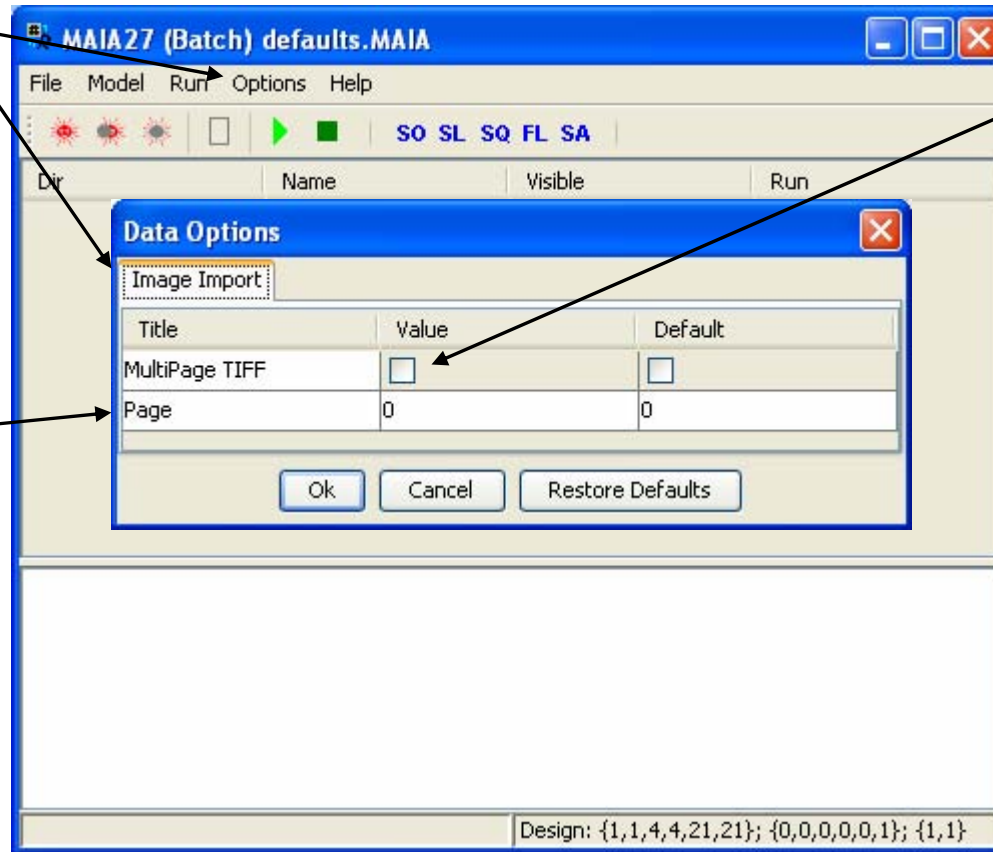 MAIA27 (Batch) defaults.MAIA
File Model Run Options Help
SO SL SQ FL SA
Dir Name Visible Run
Data Options
Image Import
Title Value Default
MultiPage TIFF
Page 0 0
Ok Cancel Restore Defaults
Design: {1,1,4,4,21,21}; {0,0,0,0,0,1}; {1,1}